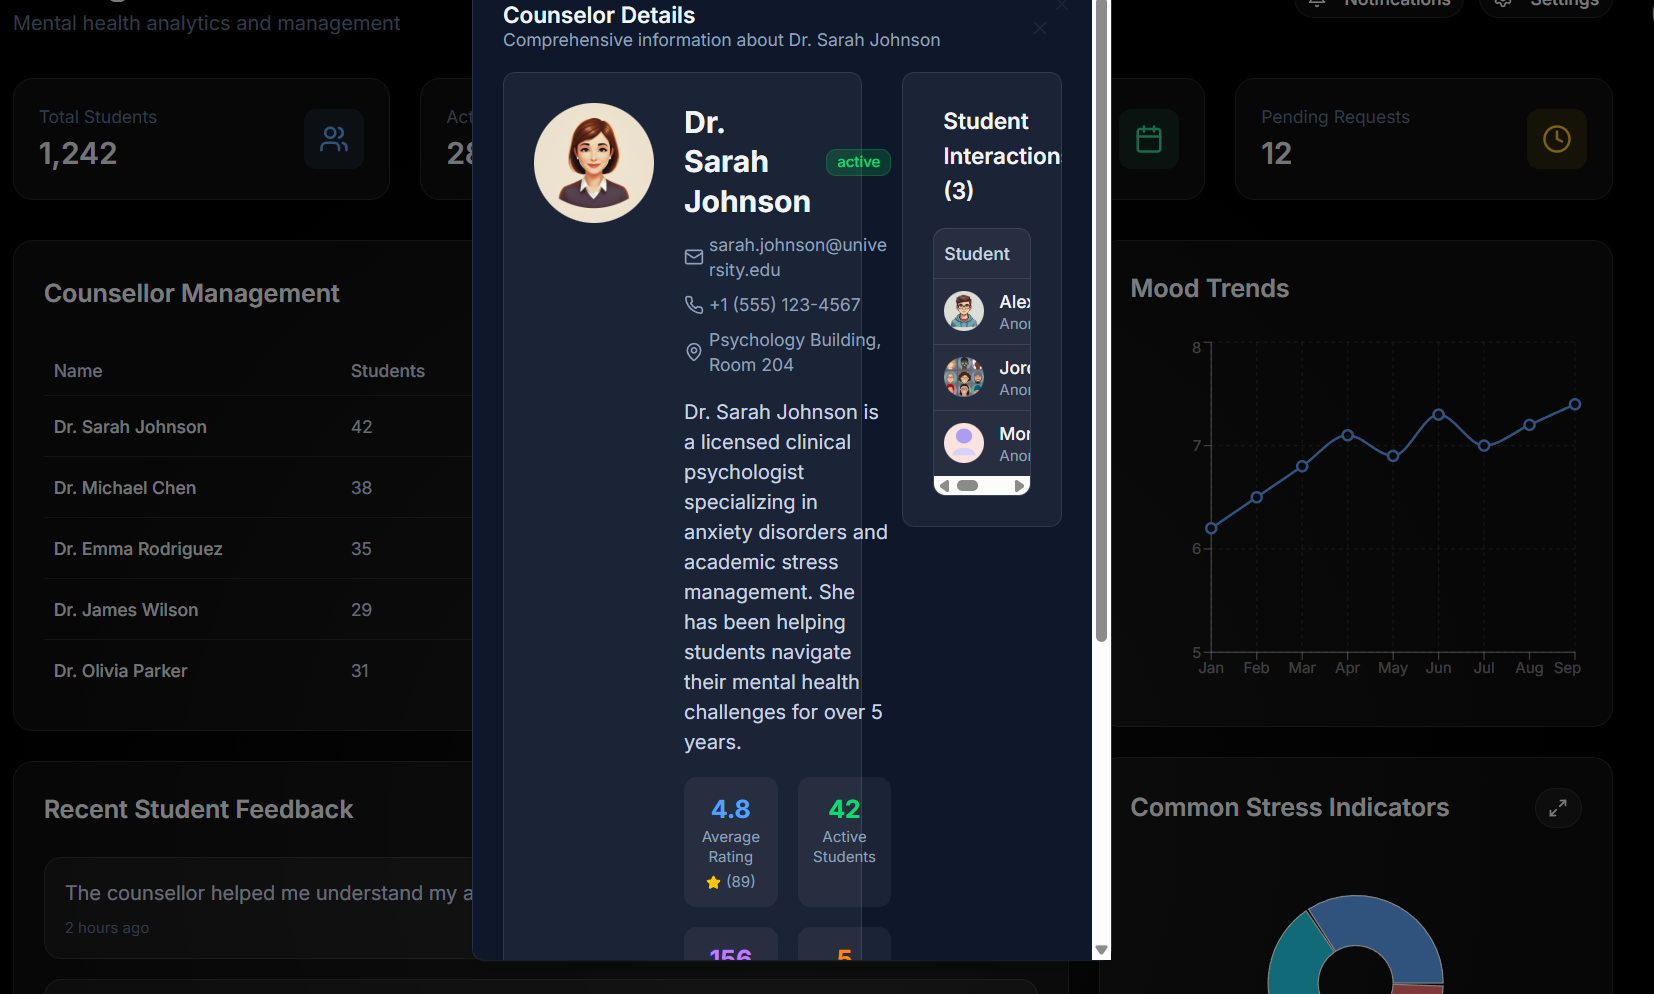 Mental health analytics and management
Notifications
Settings
Total Students
1,242
Act
28
Pending Requests
12
Counsellor Management
Name
Students
Dr. Sarah Johnson
42
Dr. Michael Chen
38
Dr. Emma Rodriguez
35
Dr. James Wilson
29
Dr. Olivia Parker
31
Recent Student Feedback
The counsellor helped me understand my a
2 hours ago
Counselor Details
Comprehensive information about Dr. Sarah Johnson
Dr.
Sarah
Johnson
active
sarah.johnson@unive
rsity.edu
+1 (555) 123-4567
Psychology Building,
Room 204
Dr. Sarah Johnson is
a licensed clinical
psychologist
specializing in
anxiety disorders and
academic stress
management. She
has been helping
students navigate
their mental health
challenges for over 5
years.
4.8
Average
Rating
(89)
42
Active
Students
156
5
Student
Interactions
(3)
Student
Alex
Anon
Jord
Anon
Mor
Anon
Mood Trends
8
7
6
5
Jan Feb Mar Apr May Jun Jul Aug Sep
Common Stress Indicators